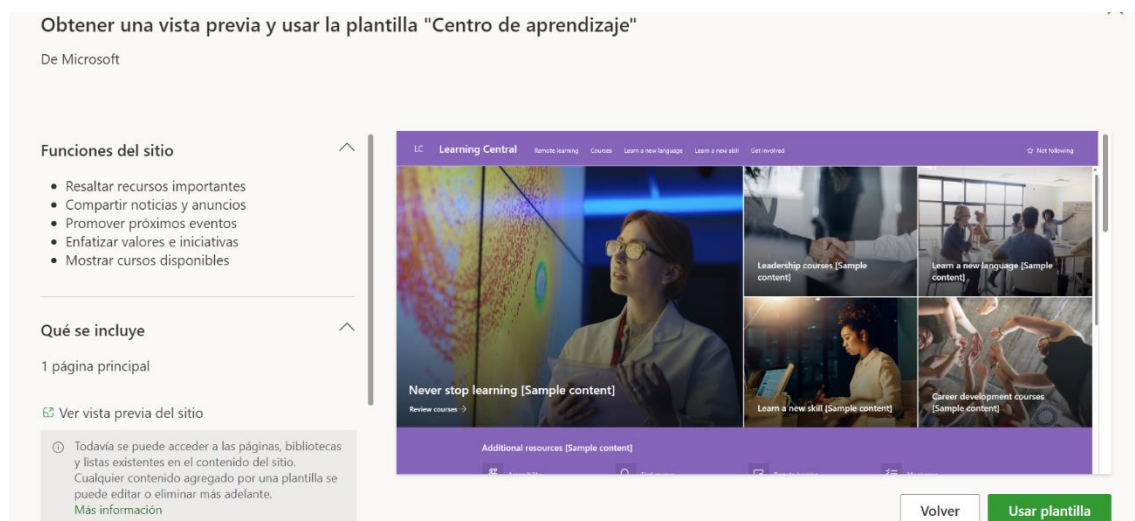 Obtener una vista previa y usar la plantilla "Centro de aprendizaje"
De Microsoft
Funciones del sitio
Resaltar recursos importantes
Compartir noticias y anuncios
Promover próximos eventos
Enfatizar valores e iniciativas
Mostrar cursos disponibles
Qué se incluye
1 página principal
Ver vista previa del sitio
Todavía se puede acceder a las páginas, bibliotecas
y listas existentes en el contenido del sitio.
Cualquier contenido agregado por una plantilla se
puede editar o eliminar más adelante.
Más información
LC Learning Central Remote learning Courses Learn a new language Learn a new skill Get involved Not following
Never stop learning [Sample content]
Review courses
Leadership courses [Sample
content]
Learn a new language [Sample
content]
Learn a new skill [Sample content]
Career development courses
[Sample content]
Additional resources [Sample content]
Volver Usar plantilla